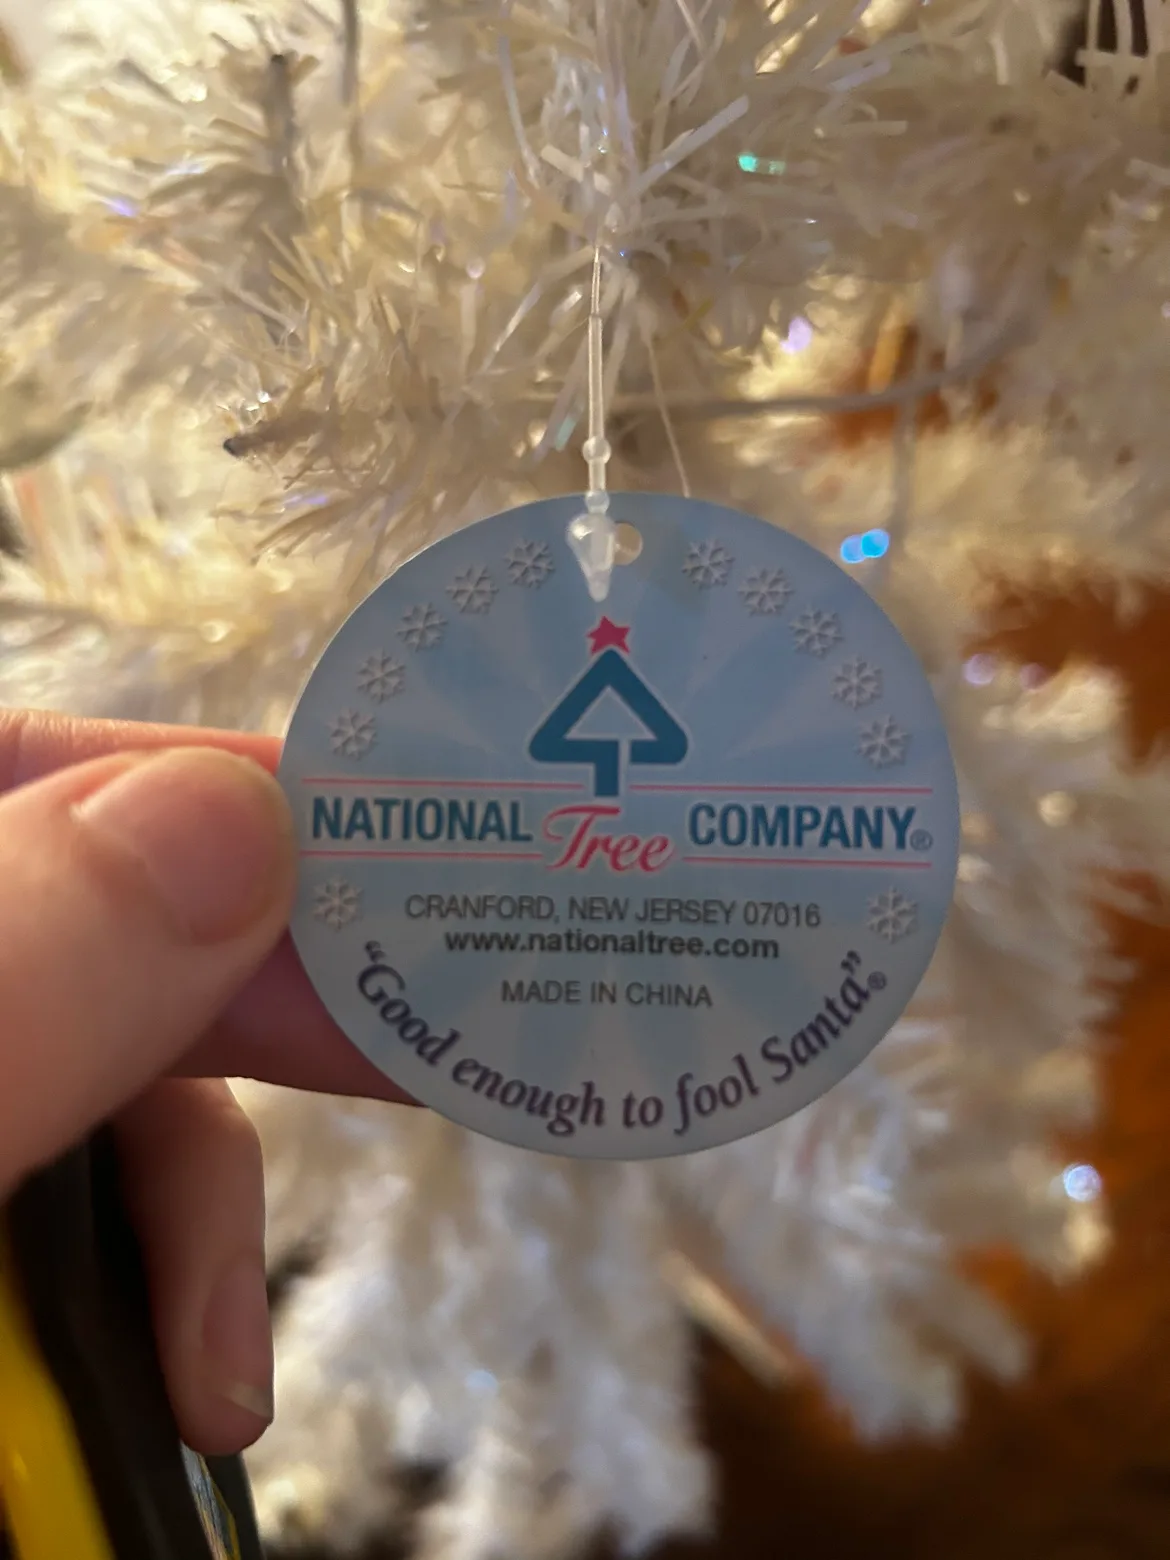 NATIONAL Tree COMPANY®
CRANFORD, NEW JERSEY 07016
www.nationaltree.com
MADE IN CHINA
“Good enough to fool Santa”®